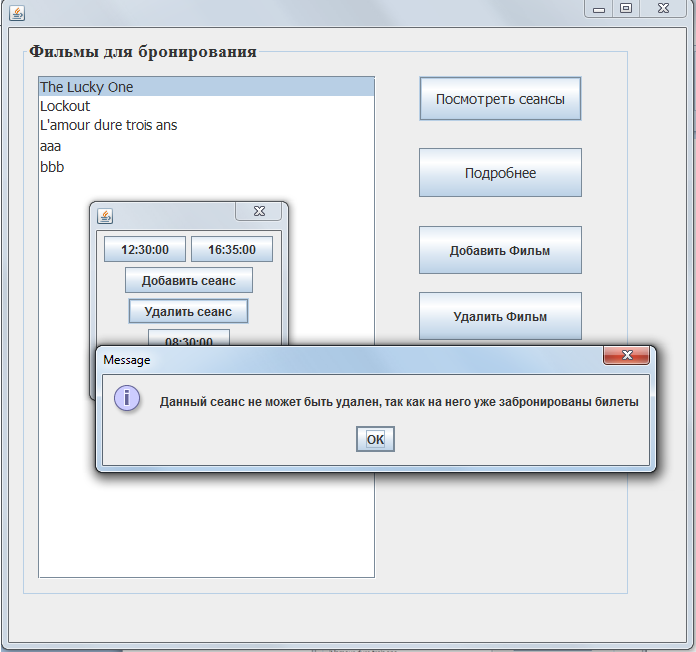 Фильмы для бронирования
The Lucky One
Lockout
L'amour dure trois ans
aaa
bbb
Посмотреть сеансы
Подробнее
Добавить Фильм
Удалить Фильм
12:30:00 16:35:00
Добавить сеанс
Удалить сеанс
08:30:00
Message
Данный сеанс не может быть удален, так как на него уже забронированы билеты
OK